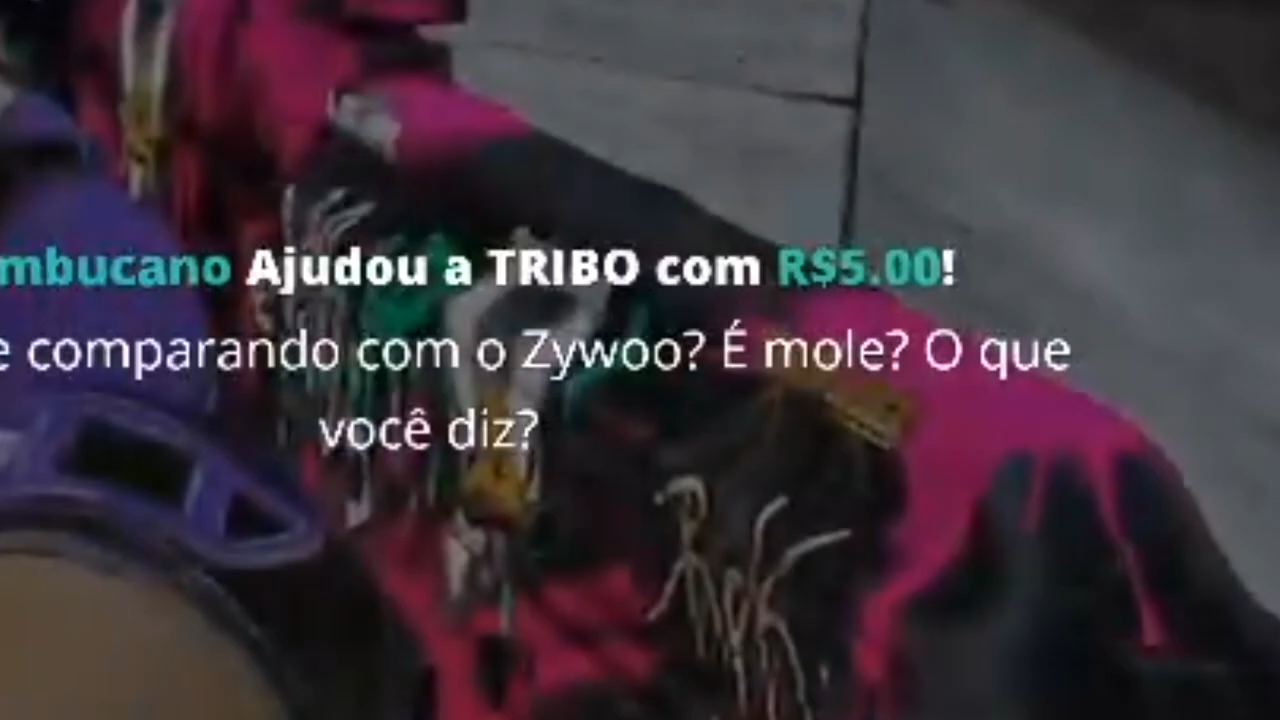 mbucano Ajudou a TRIBO com R$5.00!
e comparando com o Zywoo? É mole? O que
você diz?